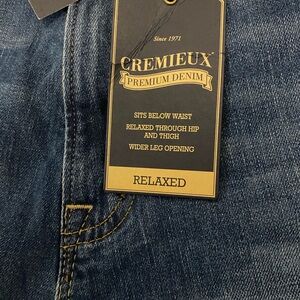 Since 1971
CREMIEUX
PREMIUM DENIM
SITS BELOW WAIST
RELAXED THROUGH HIP
AND THIGH
WIDER LEG OPENING
RELAXED